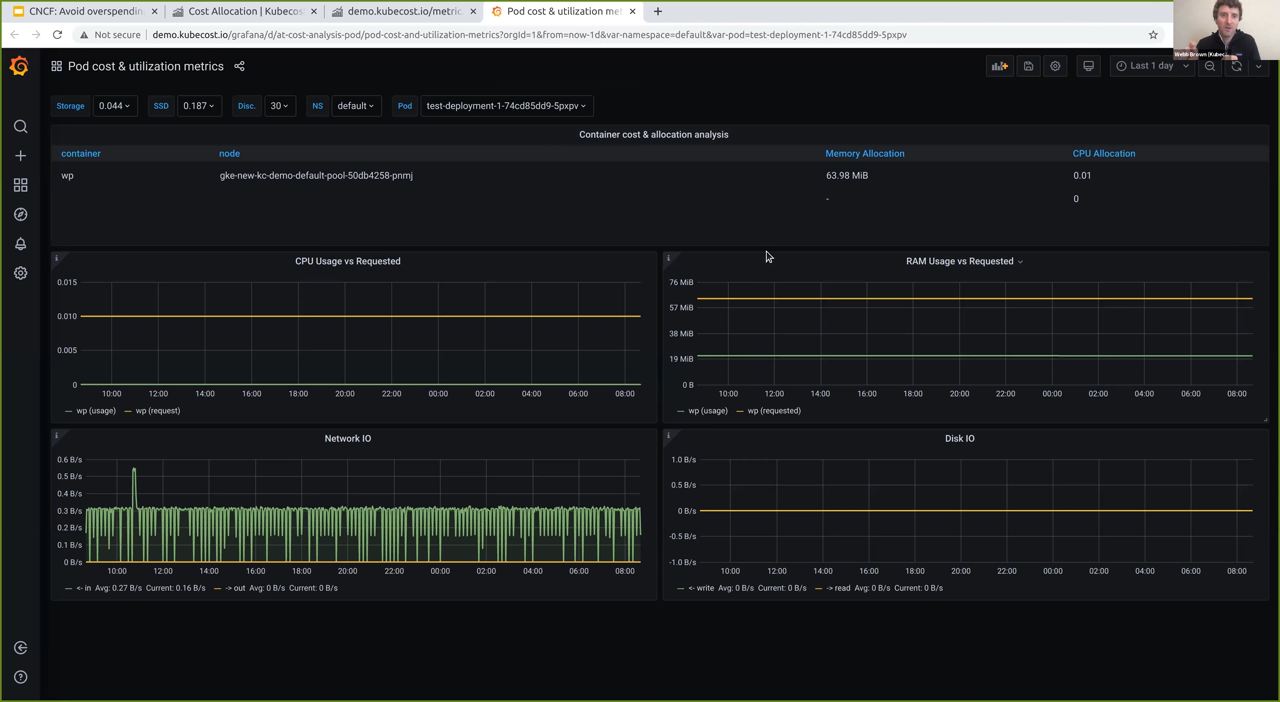 CNCF: Avoid overspending
Cost Allocation | Kubecos
demo.kubecost.io/metric
Pod cost & utilization me
Not secure demo.kubecost.io/grafana/d/at-cost-analysis-pod/pod-cost-and-utilization-metrics?orgId=1&from=now-1d&var-namespace=default&var-pod=test-deployment-1-74cd85dd9-5pxpv
Webb Brown (Kubec...
Pod cost & utilization metrics
Last 1 day
Storage 0.044 SSD 0.187 Disc. 30 NS default Pod test-deployment-1-74cd85dd9-5pxpv
Container cost & allocation analysis
container node Memory Allocation CPU Allocation
wp gke-new-kc-demo-default-pool-50db4258-pnmj 63.98 MiB 0.01
- 0
CPU Usage vs Requested
0.015
0.010
0.005
0
10:00 12:00 14:00 16:00 18:00 20:00 22:00 00:00 02:00 04:00 06:00 08:00
wp (usage) wp (request)
RAM Usage vs Requested
76 MiB
57 MiB
38 MiB
19 MiB
0 B
10:00 12:00 14:00 16:00 18:00 20:00 22:00 00:00 02:00 04:00 06:00 08:00
wp (usage) wp (requested)
Network IO
0.6 B/s
0.5 B/s
0.4 B/s
0.3 B/s
0.2 B/s
0.1 B/s
0 B/s
10:00 12:00 14:00 16:00 18:00 20:00 22:00 00:00 02:00 04:00 06:00 08:00
<- in Avg: 0.27 B/s Current: 0.16 B/s -> out Avg: 0 B/s Current: 0 B/s
Disk IO
1.0 B/s
0.5 B/s
0 B/s
-0.5 B/s
-1.0 B/s
10:00 12:00 14:00 16:00 18:00 20:00 22:00 00:00 02:00 04:00 06:00 08:00
<- write Avg: 0 B/s Current: 0 B/s -> read Avg: 0 B/s Current: 0 B/s